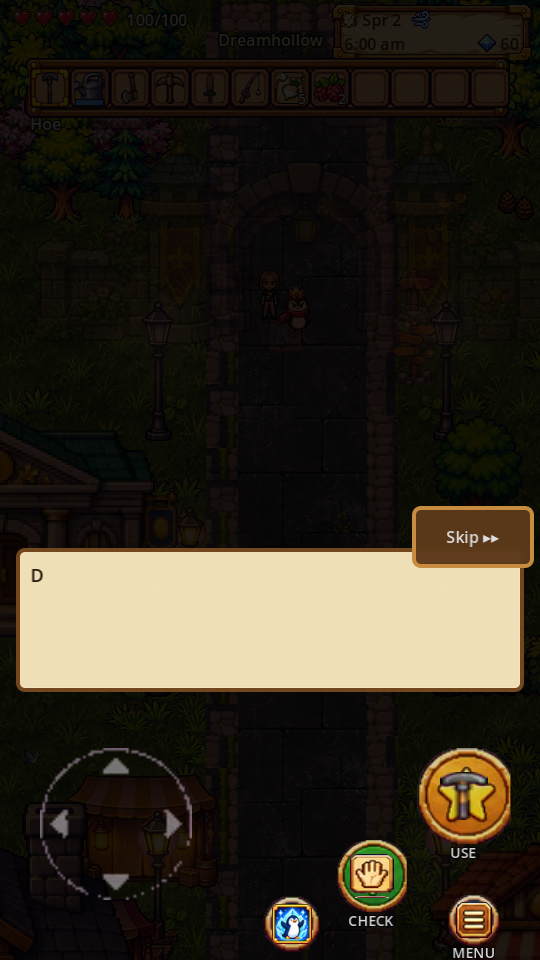 100/100
Spr 2
Dreamhollow
6:00 am
60
5
2
Hoe
Skip ▸▸
D
USE
CHECK
MENU